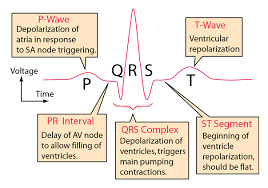 P-Wave
Depolarization of
atria in response
to SA node triggering.
T-Wave
Ventricular
repolarization
Voltage
Time
P
Q R S
T
PR Interval
Delay of AV node
to allow filling of
ventricles.
QRS Complex
Depolarization of
ventricles, triggers
main pumping
contractions.
ST Segment
Beginning of
ventricle
repolarization,
should be flat.